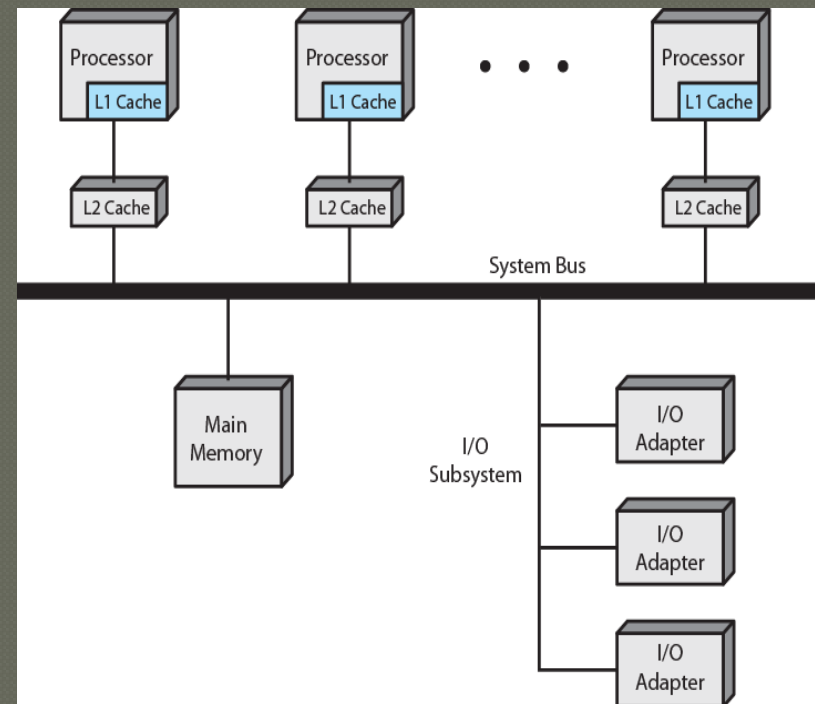 Processor
L1 Cache
Processor
L1 Cache
• • •
Processor
L1 Cache
L2 Cache
L2 Cache
L2 Cache
System Bus
Main
Memory
I/O
Subsystem
I/O
Adapter
I/O
Adapter
I/O
Adapter